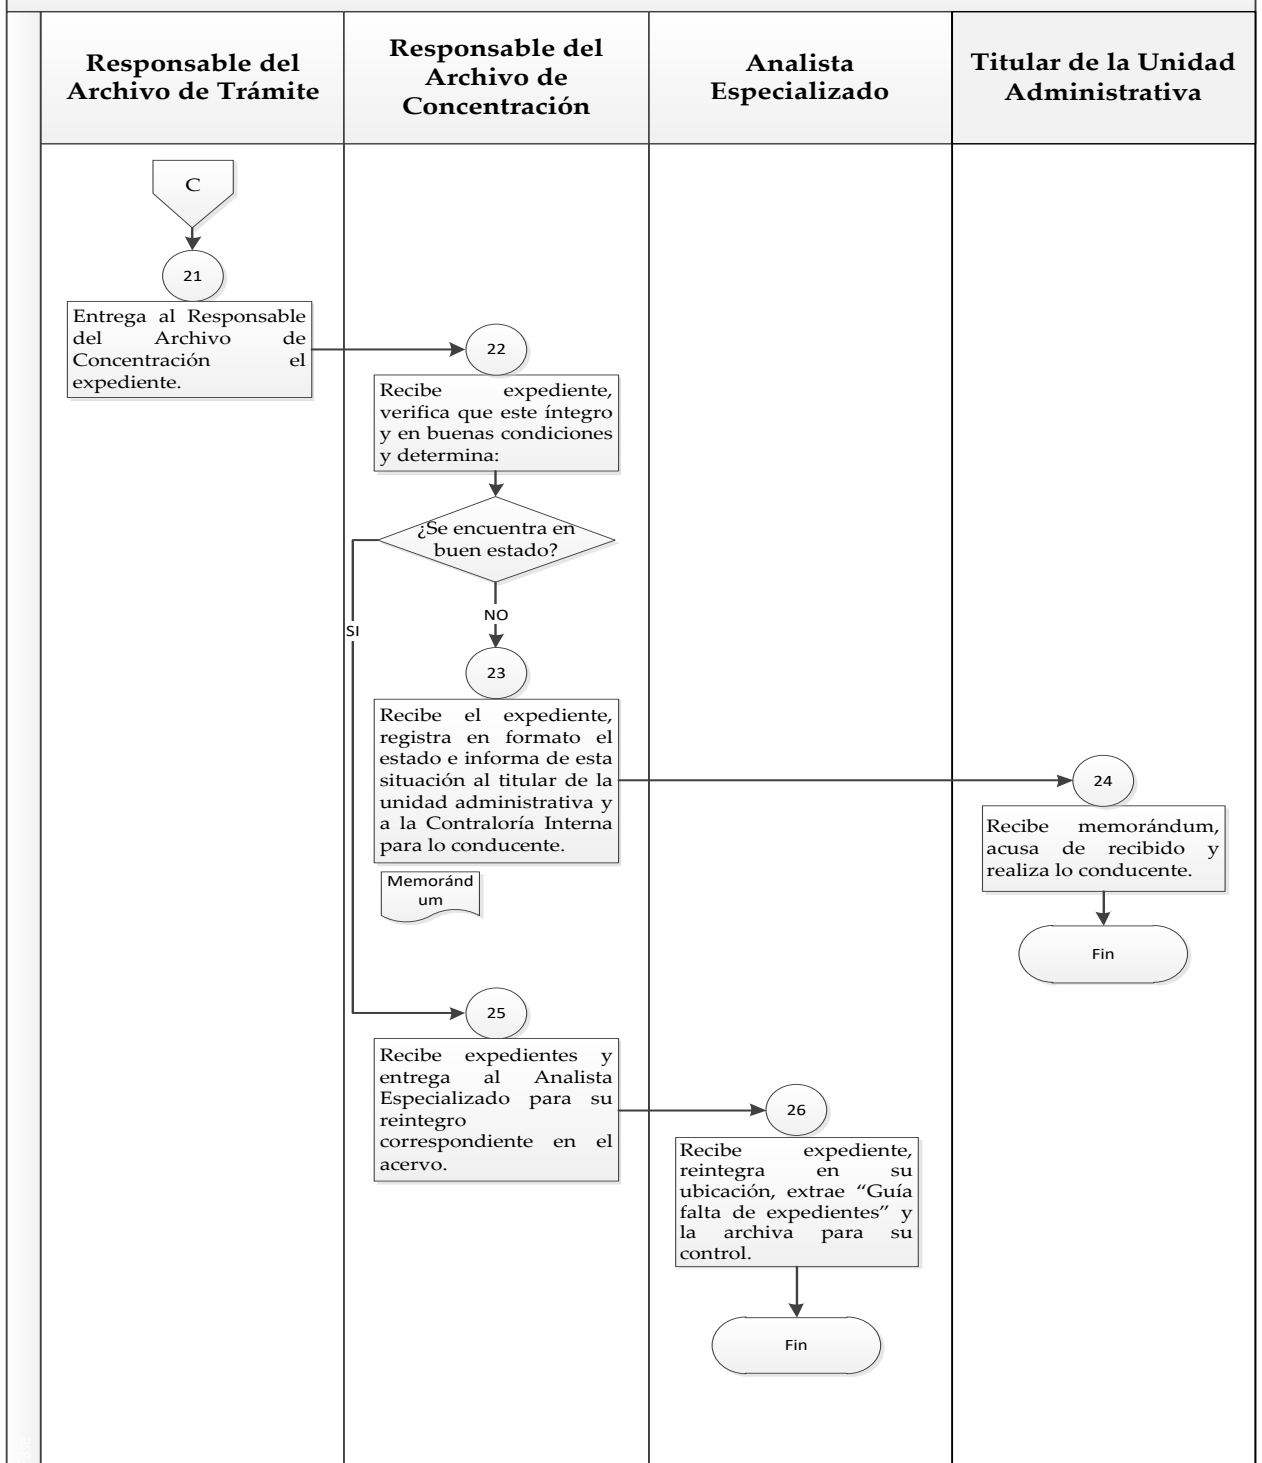 Responsable del
Archivo de Trámite
Responsable del
Archivo de
Concentración
Analista
Especializado
Titular de la Unidad
Administrativa
C
21
Entrega al Responsable
del Archivo de
Concentración el
expediente.
22
Recibe expediente,
verifica que este íntegro
y en buenas condiciones
y determina:
¿Se encuentra en
buen estado?
NO
SI
23
Recibe el expediente,
registra en formato el
estado e informa de esta
situación al titular de la
unidad administrativa y
a la Contraloría Interna
para lo conducente.
Memoránd
um
24
Recibe memorándum,
acusa de recibido y
realiza lo conducente.
Fin
25
Recibe expedientes y
entrega al Analista
Especializado para su
reintegro
correspondiente en el
acervo.
26
Recibe expediente,
reintegra en su
ubicación, extrae “Guía
falta de expedientes” y
la archiva para su
control.
Fin